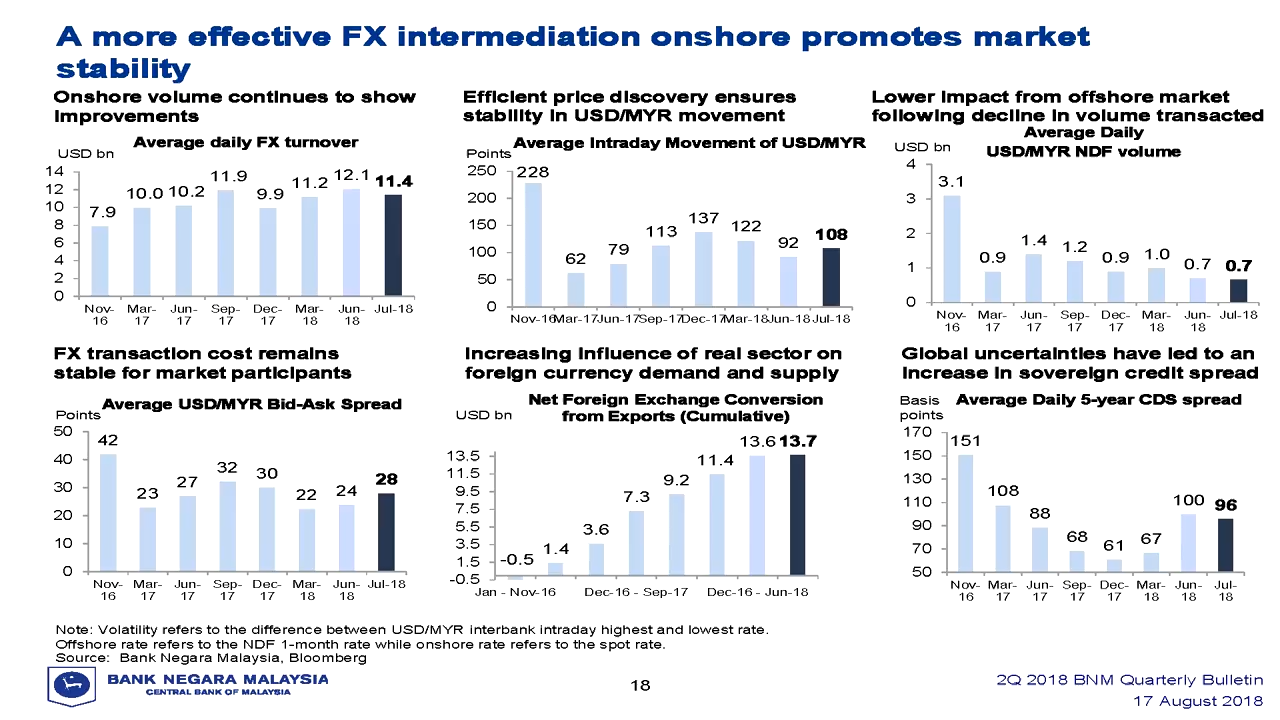 A more effective FX intermediation onshore promotes market
stability
Onshore volume continues to show
improvements
Average daily FX turnover
USD bn
14
12
10
8
6
4
2
0
7.9
10.0
10.2
11.9
9.9
11.2
12.1
11.4
Nov-16
Mar-17
Jun-17
Sep-17
Dec-17
Mar-18
Jun-18
Jul-18
Efficient price discovery ensures
stability in USD/MYR movement
Average Intraday Movement of USD/MYR
Points
250
200
150
100
50
0
228
62
79
113
137
122
92
108
Nov-16
Mar-17
Jun-17
Sep-17
Dec-17
Mar-18
Jun-18
Jul-18
Lower impact from offshore market
following decline in volume transacted
Average Daily
USD/MYR NDF volume
USD bn
4
3
2
1
0
3.1
0.9
1.4
1.2
0.9
1.0
0.7
0.7
Nov-16
Mar-17
Jun-17
Sep-17
Dec-17
Mar-18
Jun-18
Jul-18
FX transaction cost remains
stable for market participants
Average USD/MYR Bid-Ask Spread
Points
50
40
30
20
10
0
42
23
27
32
30
22
24
28
Nov-16
Mar-17
Jun-17
Sep-17
Dec-17
Mar-18
Jun-18
Jul-18
Increasing influence of real sector on
foreign currency demand and supply
Net Foreign Exchange Conversion
from Exports (Cumulative)
USD bn
13.5
11.5
9.5
7.5
5.5
3.5
1.5
-0.5
-0.5
1.4
3.6
7.3
9.2
11.4
13.6
13.7
Jan - Nov-16
Dec-16 - Sep-17
Dec-16 - Jun-18
Global uncertainties have led to an
increase in sovereign credit spread
Average Daily 5-year CDS spread
Basis
points
170
150
130
110
90
70
50
151
108
88
68
61
67
100
96
Nov-16
Mar-17
Jun-17
Sep-17
Dec-17
Mar-18
Jun-18
Jul-18
Note: Volatility refers to the difference between USD/MYR interbank intraday highest and lowest rate.
Offshore rate refers to the NDF 1-month rate while onshore rate refers to the spot rate.
Source: Bank Negara Malaysia, Bloomberg
BANK NEGARA MALAYSIA
CENTRAL BANK OF MALAYSIA
18
2Q 2018 BNM Quarterly Bulletin
17 August 2018